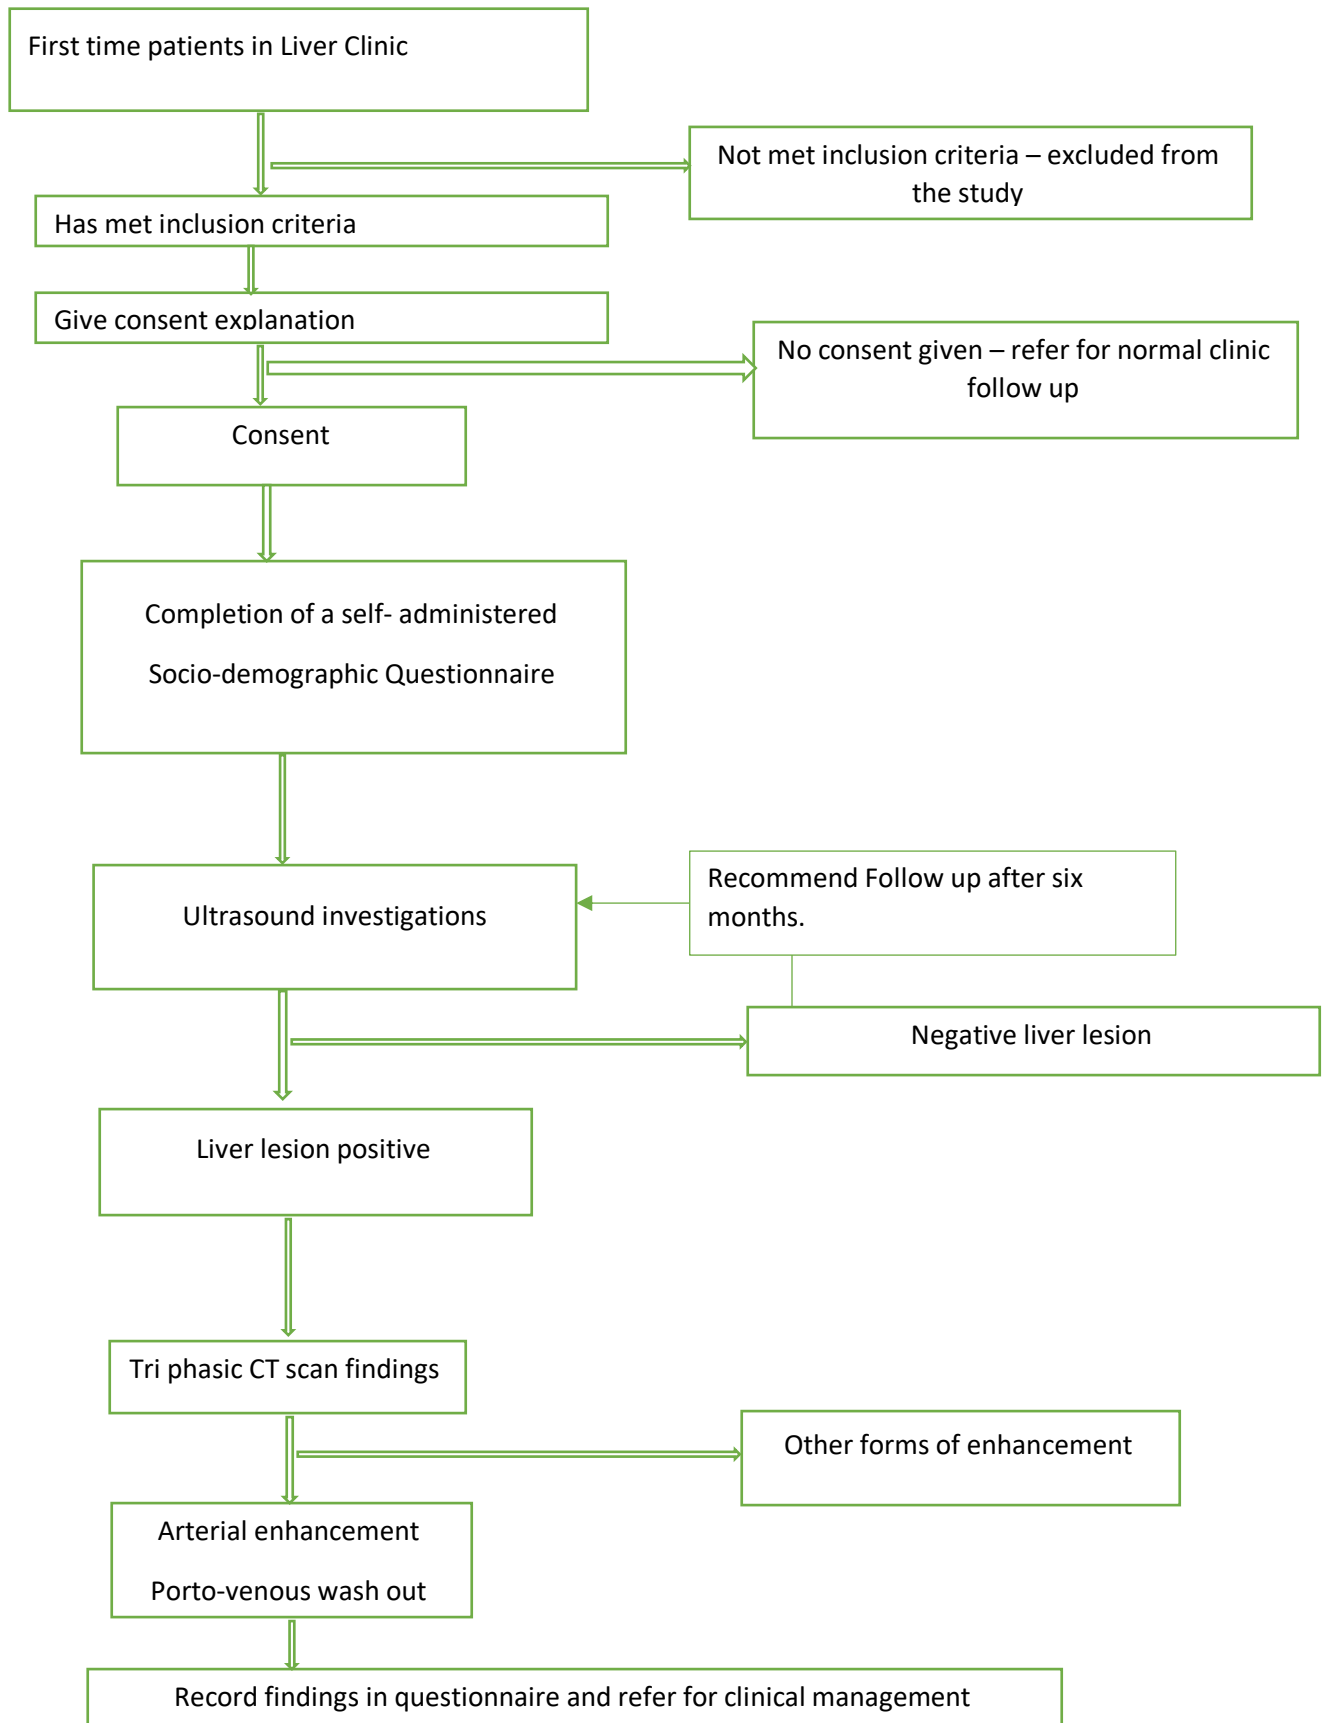 First time patients in Liver Clinic
Not met inclusion criteria – excluded from
the study
Has met inclusion criteria
Give consent explanation
No consent given – refer for normal clinic
follow up
Consent
Completion of a self- administered
Socio-demographic Questionnaire
Recommend Follow up after six
months.
Ultrasound investigations
Negative liver lesion
Liver lesion positive
Tri phasic CT scan findings
Other forms of enhancement
Arterial enhancement
Porto-venous wash out
Record findings in questionnaire and refer for clinical management